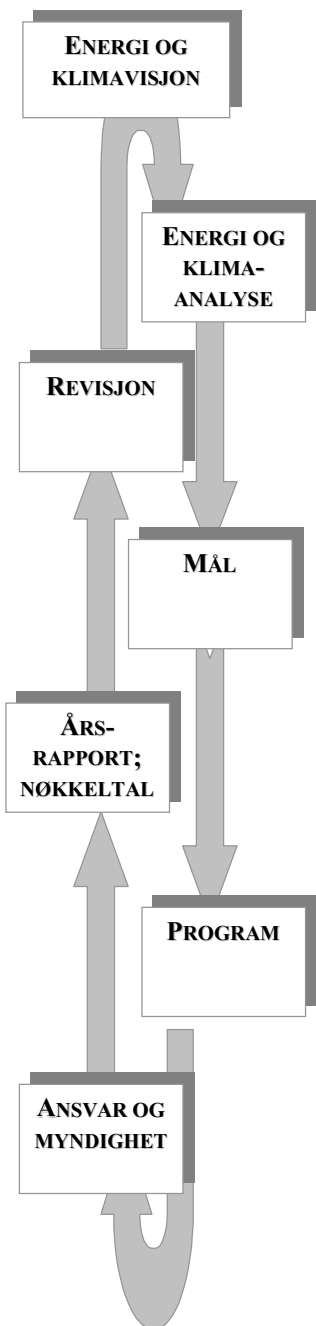 ENERGI OG
KLIMAVISJON
ENERGI OG
KLIMA-
ANALYSE
REVISJON
MÅL
ÅRS-
RAPPORT;
NØKKELTAL
PROGRAM
ANSVAR OG
MYNDIGHET